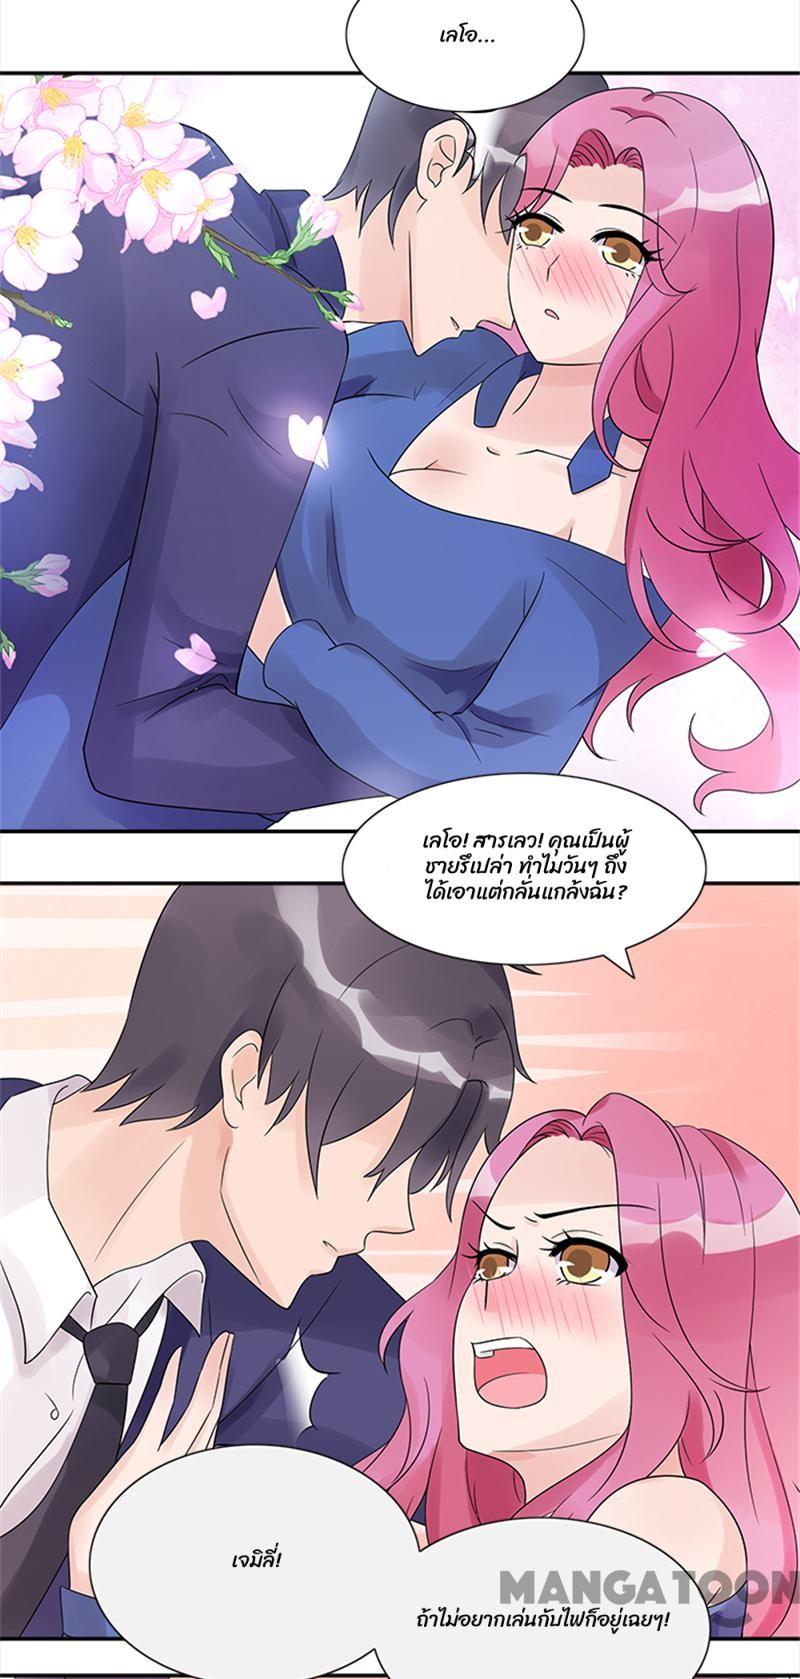 เลโอ...
เลโอ! สารเลว! คุณเป็นผู้
ชายรึเปล่า ทำไมวันๆ ถึง
ได้เอาแต่กลั่นแกล้งฉัน?
เจมิลี่!
MANGATOON
ถ้าไม่อยากเล่นกับไฟก็อยู่เฉยๆ!